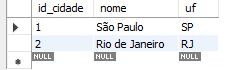 id_cidade nome uf
1 São Paulo SP
2 Rio de Janeiro RJ
NULL NULL NULL